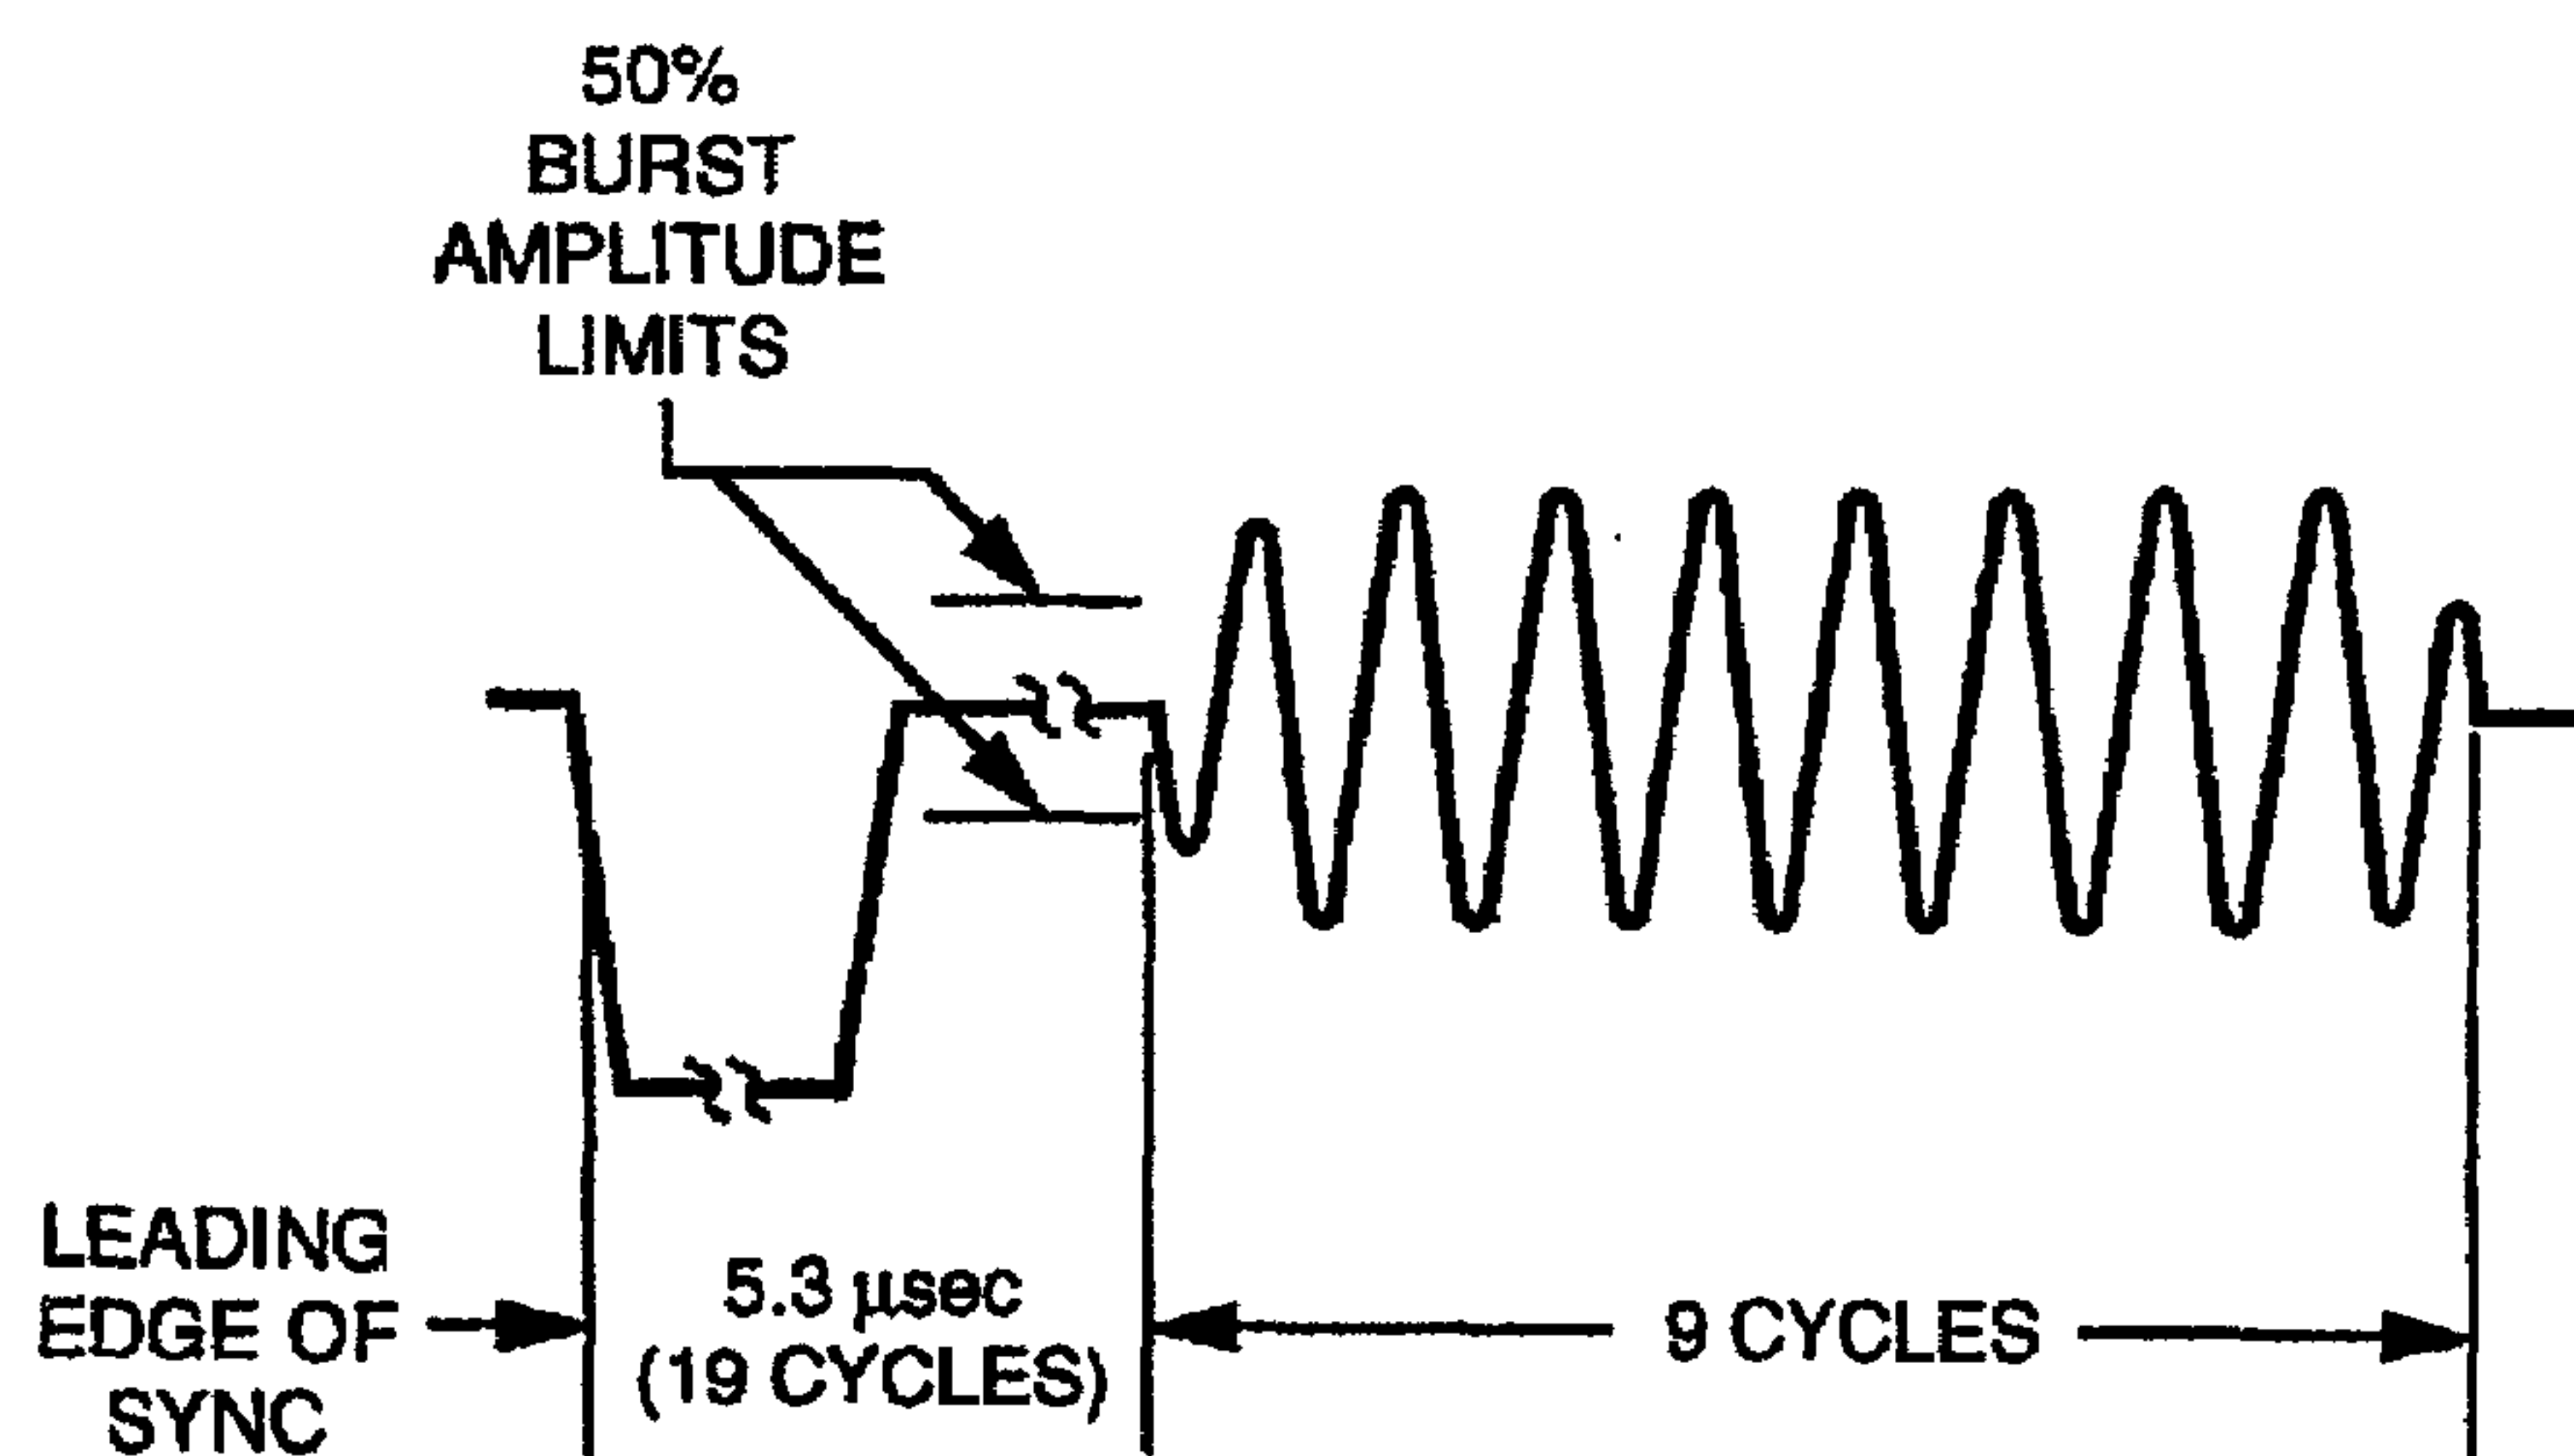 50%
BURST
AMPLITUDE
LIMITS
LEADING
EDGE OF
SYNC
5.3 µsec
(19 CYCLES)
9 CYCLES